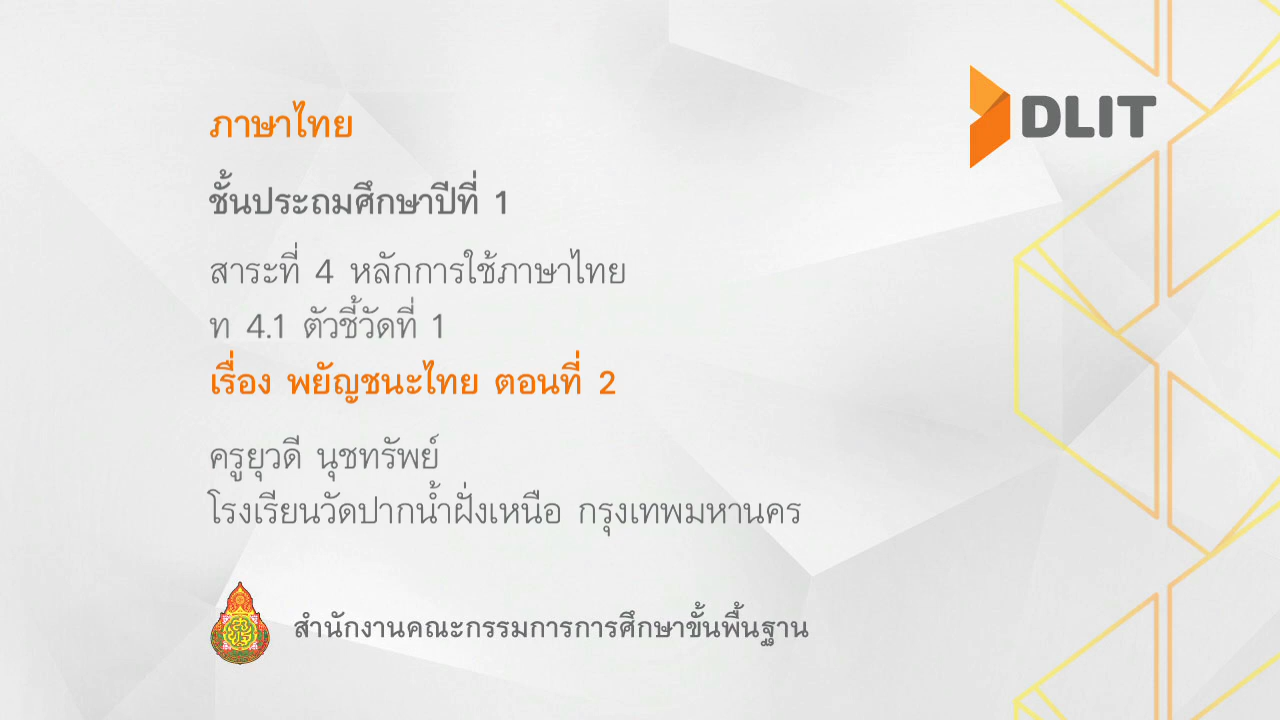 DLIT
ภาษาไทย
ชั้นประถมศึกษาปีที่ 1
สาระที่ 4 หลักการใช้ภาษาไทย
ท 4.1 ตัวชี้วัดที่ 1
เรื่อง พยัญชนะไทย ตอนที่ 2
ครูยุวดี นุชทรัพย์
โรงเรียนวัดปากน้ำฝั่งเหนือ กรุงเทพมหานคร
สำนักงานคณะกรรมการการศึกษาขั้นพื้นฐาน